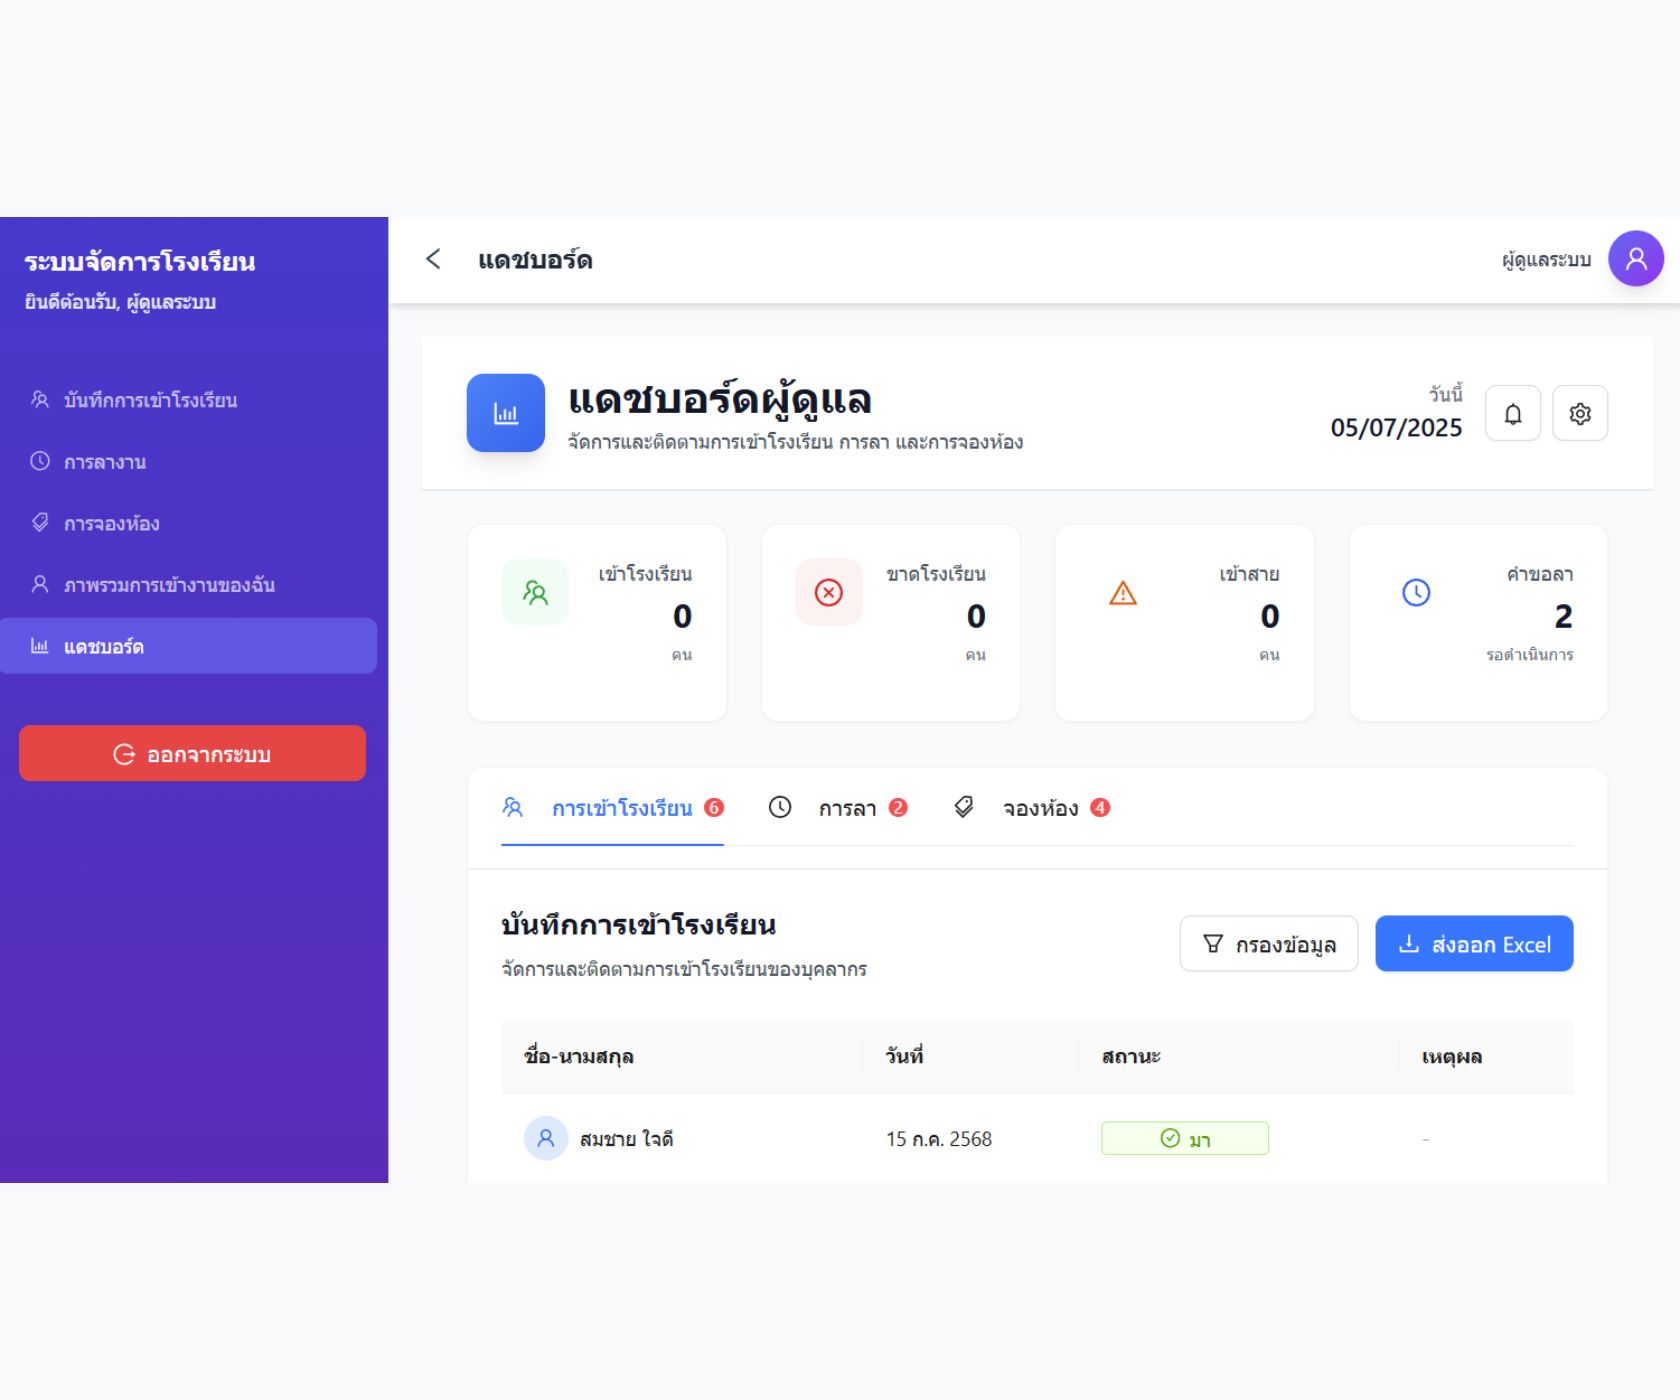 ระบบจัดการโรงเรียน
ยินดีต้อนรับ, ผู้ดูแลระบบ
บันทึกการเข้าโรงเรียน
การลางาน
การจองห้อง
ภาพรวมการเข้างานของฉัน
แดชบอร์ด
ออกจากระบบ
แดชบอร์ด
ผู้ดูแลระบบ
แดชบอร์ดผู้ดูแล
จัดการและติดตามการเข้าโรงเรียน การลา และการจองห้อง
วันนี้
05/07/2025
เข้าโรงเรียน
0
คน
ขาดโรงเรียน
0
คน
เข้าสาย
0
คน
คำขอลา
2
รอดำเนินการ
การเข้าโรงเรียน 6
การลา 2
จองห้อง 4
บันทึกการเข้าโรงเรียน
จัดการและติดตามการเข้าโรงเรียนของบุคลากร
กรองข้อมูล
ส่งออก Excel
ชื่อ-นามสกุล วันที่ สถานะ เหตุผล
สมชาย ใจดี 15 ก.ค. 2568 มา -